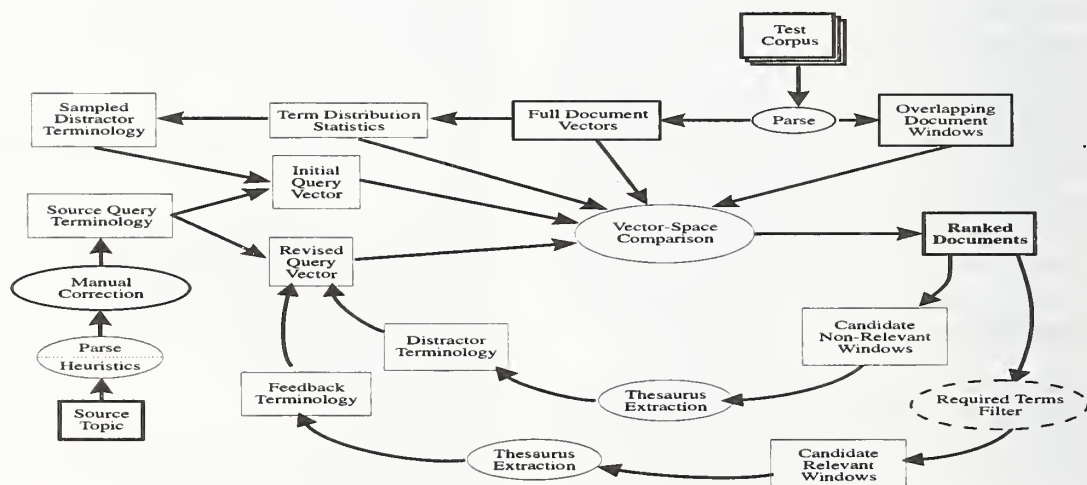 Test
Corpus
Sampled
Distractor
Terminology
Term Distribution
Statistics
Full Document
Vectors
Parse
Overlapping
Document
Windows
Initial
Query
Vector
Source Query
Terminology
Vector-Space
Comparison
Ranked
Documents
Revised
Query
Vector
Manual
Correction
Parse
Heuristics
Source
Topic
Distractor
Terminology
Candidate
Non-Relevant
Windows
Feedback
Terminology
Thesaurus
Extraction
Required Terms
Filter
Thesaurus
Extraction
Candidate
Relevant
Windows